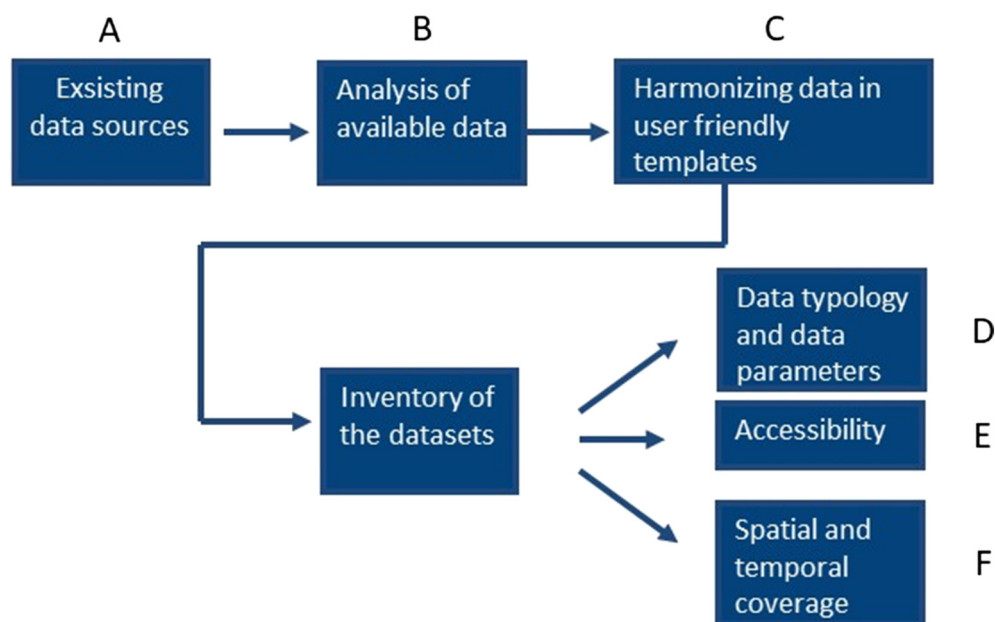 A
B
C
Exsisting
data sources
Analysis of
available data
Harmonizing data in
user friendly
templates
Inventory of
the datasets
Data typology
and data
parameters
D
Accessibility
E
Spatial and
temporal
coverage
F